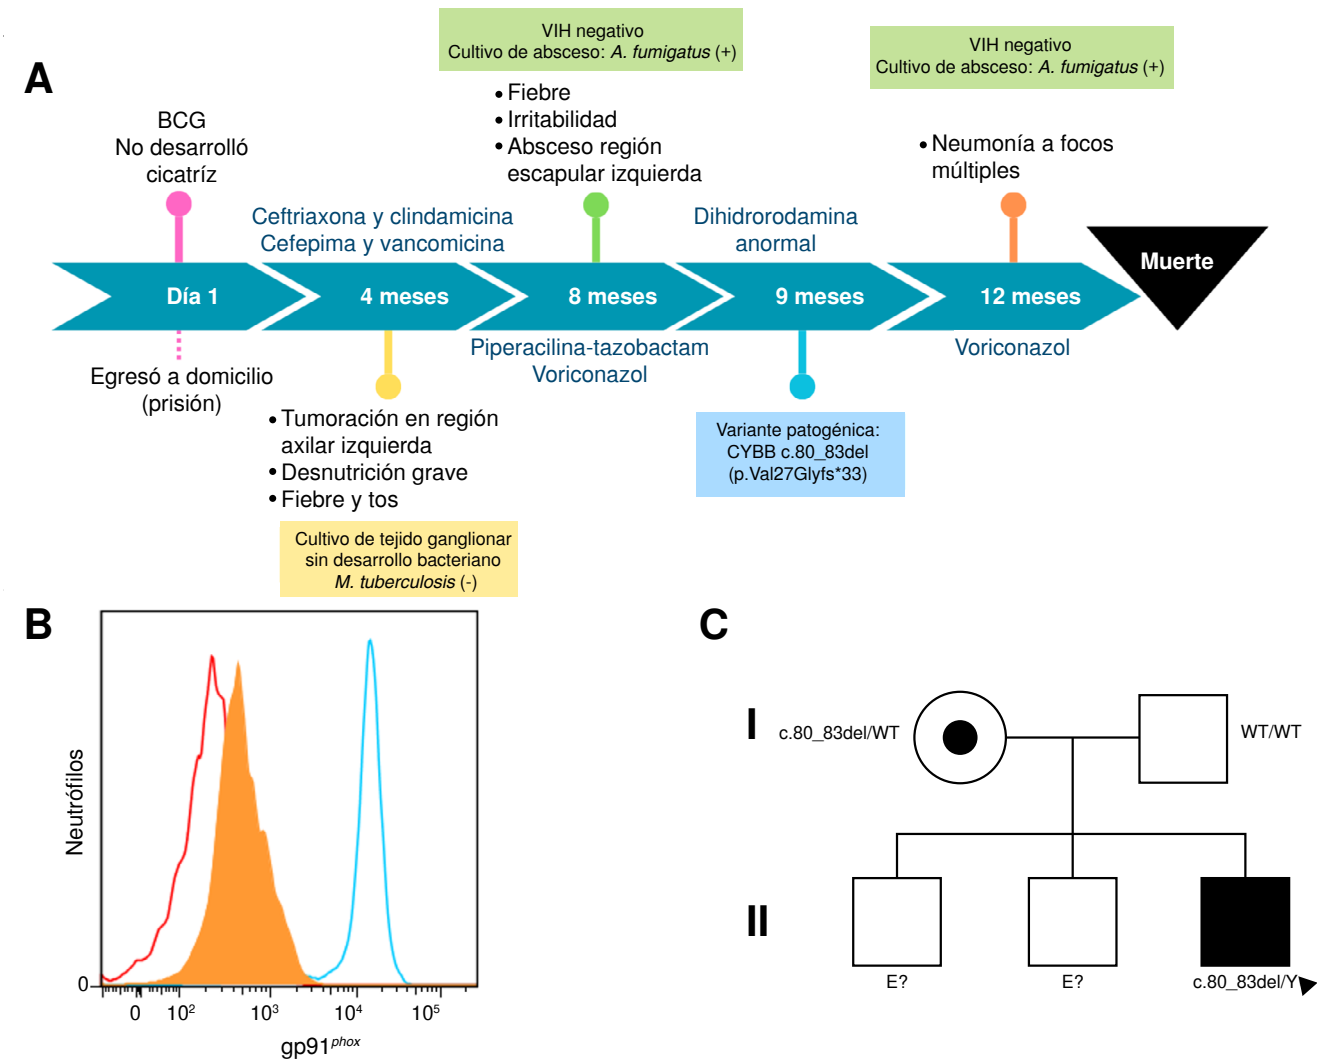 A
VIH negativo
Cultivo de absceso: A. fumigatus (+)
VIH negativo
Cultivo de absceso: A. fumigatus (+)
BCG
No desarrolló
cicatríz
• Fiebre
• Irritabilidad
• Absceso región
escapular izquierda
• Neumonía a focos
múltiples
Ceftriaxona y clindamicina
Cefepima y vancomicina
Dihidrorodamina
anormal
Día 1
4 meses
8 meses
9 meses
12 meses
Muerte
Egresó a domicilio
(prisión)
Piperacilina-tazobactam
Voriconazol
Voriconazol
• Tumoración en región
axilar izquierda
• Desnutrición grave
• Fiebre y tos
Variante patogénica:
CYBB c.80_83del
(p.Val27Glyfs*33)
Cultivo de tejido ganglionar
sin desarrollo bacteriano
M. tuberculosis (-)
B
Neutrófilos
0
0 10² 10³ 10⁴ 10⁵
gp91phox
C
I
c.80_83del/WT
WT/WT
II
E?
E?
c.80_83del/Y